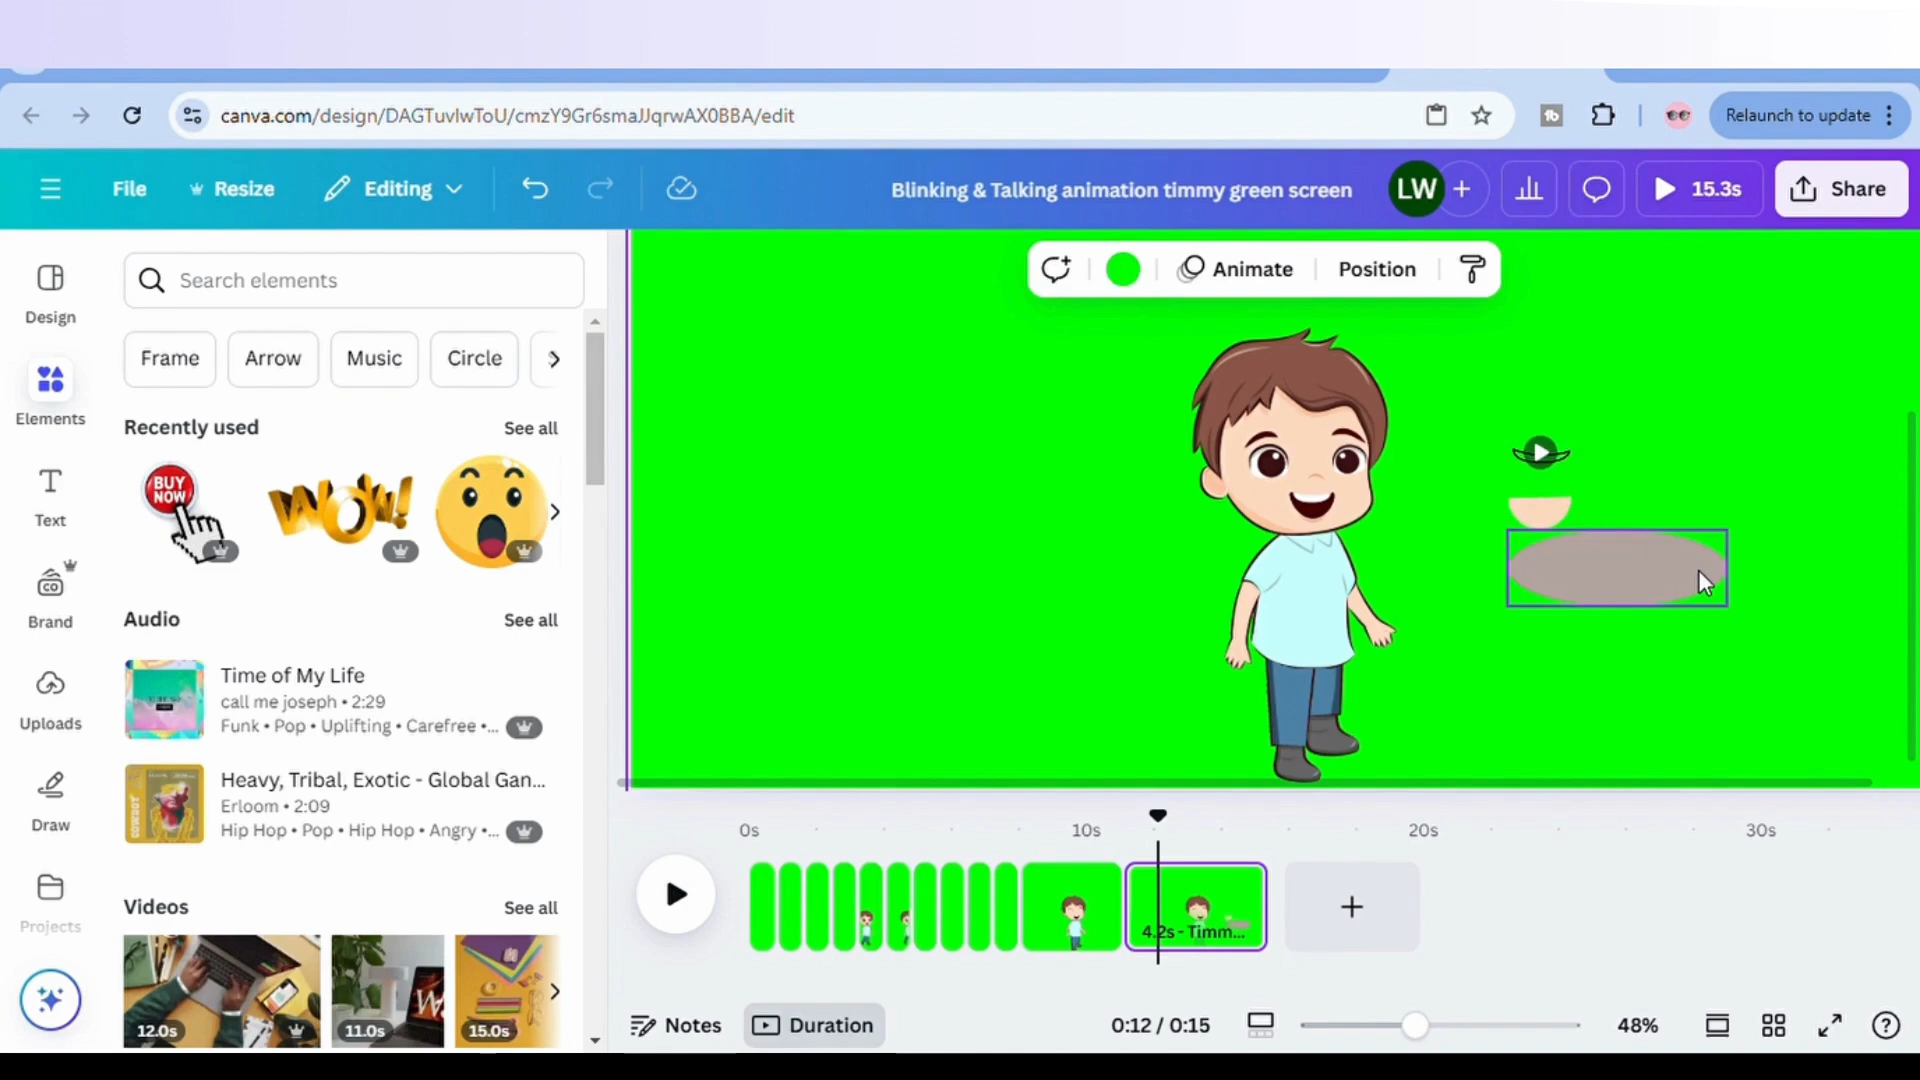 canva.com/design/DAGTuvlwToU/cmzY9Gr6smaJJqrwAX0BBA/edit
Relaunch to update
File
Resize
Editing
Blinking & Talking animation timmy green screen
LW
15.3s
Share
Design
Elements
Text
Brand
Uploads
Draw
Projects
Search elements
Frame
Arrow
Music
Circle
Recently used
See all
BUY
NOW
WOW!
Audio
See all
Time of My Life
call me joseph • 2:29
Funk • Pop • Uplifting • Carefree •...
Heavy, Tribal, Exotic - Global Gan...
Erloom • 2:09
Hip Hop • Pop • Hip Hop • Angry •...
Videos
See all
12.0s
11.0s
15.0s
Animate
Position
0s
10s
20s
30s
4.2s - Timm...
Notes
Duration
0:12 / 0:15
48%